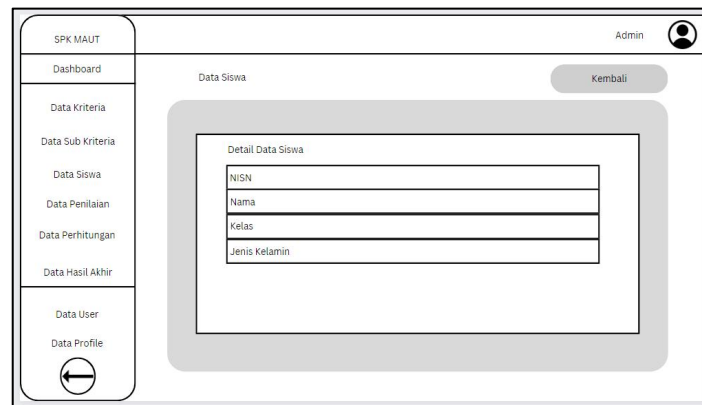 SPK MAUT
Admin
Dashboard
Data Siswa
Kembali
Data Kriteria
Data Sub Kriteria
Data Siswa
Data Penilaian
Data Perhitungan
Data Hasil Akhir
Data User
Data Profile
Detail Data Siswa
NISN
Nama
Kelas
Jenis Kelamin